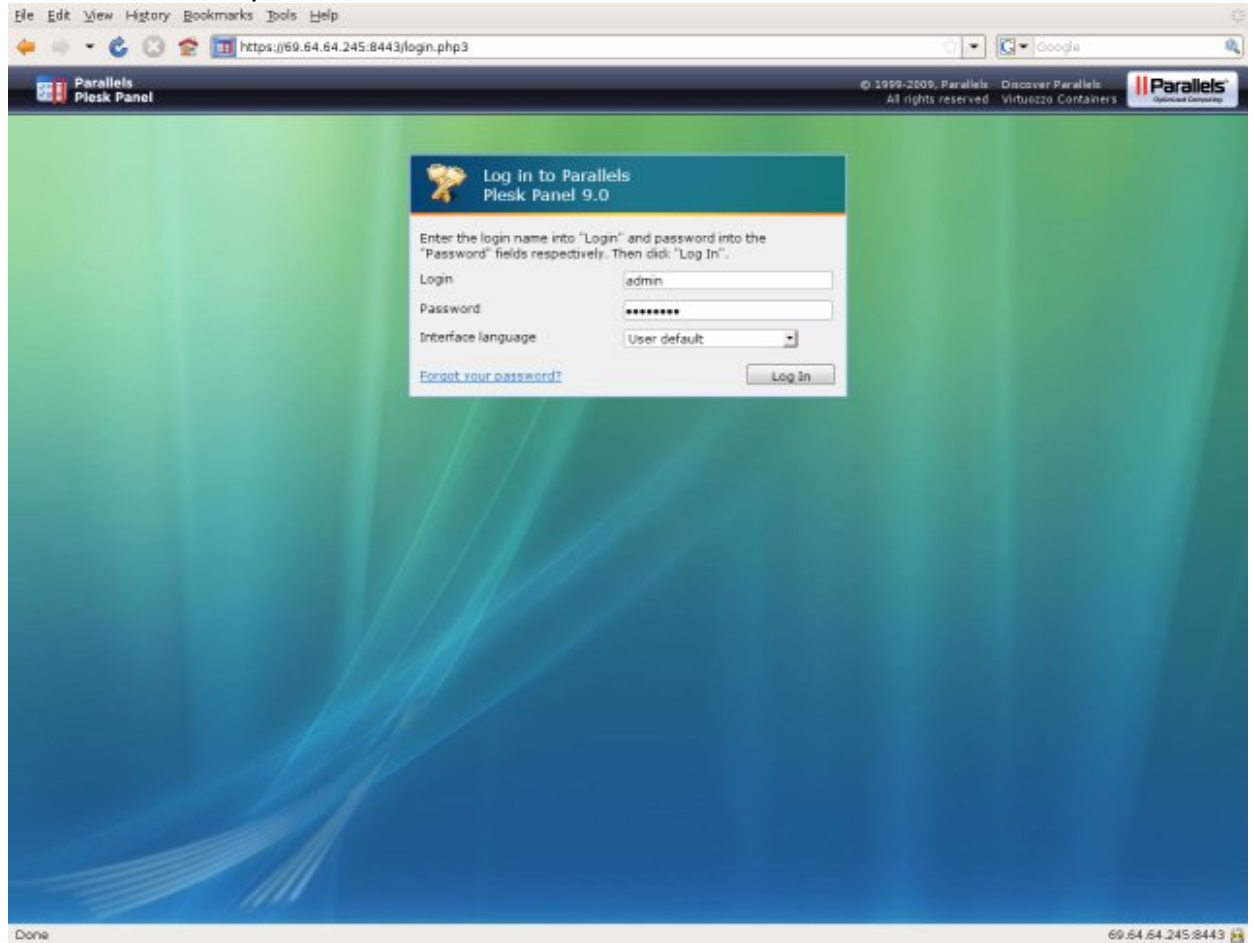 File Edit View History Bookmarks Tools Help
https://69.64.64.245:8443/login.php3
Google
Parallels
Plesk Panel
© 1999-2009, Parallels Discover Parallels
All rights reserved Virtuozzo Containers
Parallels
Optimized Computing
Log in to Parallels
Plesk Panel 9.0
Enter the login name into "Login" and password into the
"Password" fields respectively. Then click "Log In".
Login admin
Password ••••••••
Interface language User default
Forgot your password? Log In
Done 69.64.64.245:8443